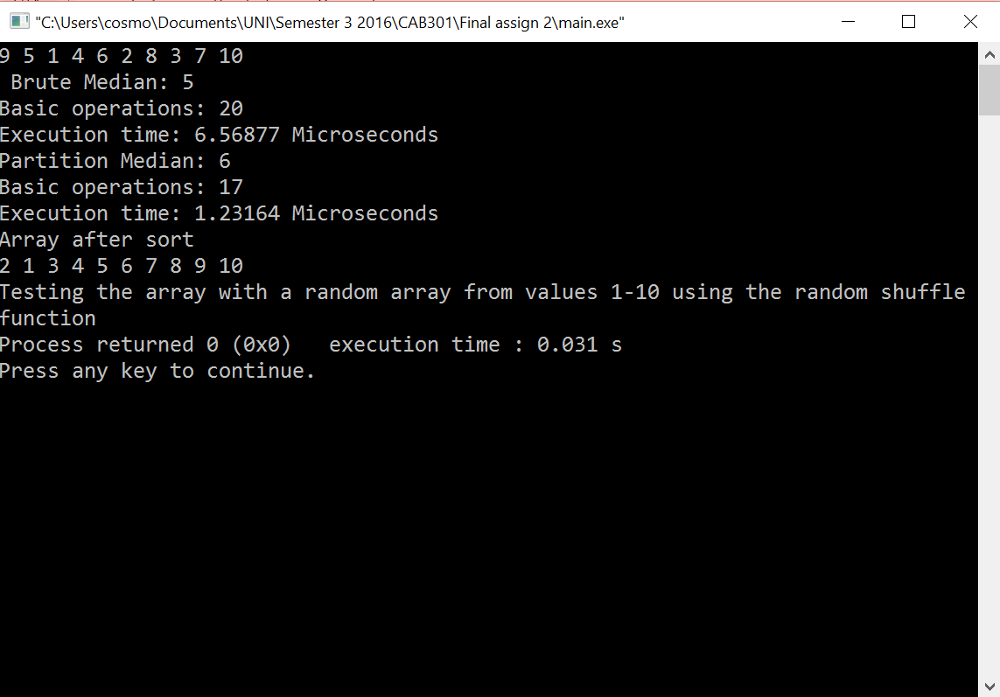 "C:\Users\cosmo\Documents\UNI\Semester 3 2016\CAB301\Final assign 2\main.exe"
9 5 1 4 6 2 8 3 7 10
Brute Median: 5
Basic operations: 20
Execution time: 6.56877 Microseconds
Partition Median: 6
Basic operations: 17
Execution time: 1.23164 Microseconds
Array after sort
2 1 3 4 5 6 7 8 9 10
Testing the array with a random array from values 1-10 using the random shuffle
function
Process returned 0 (0x0)   execution time : 0.031 s
Press any key to continue.